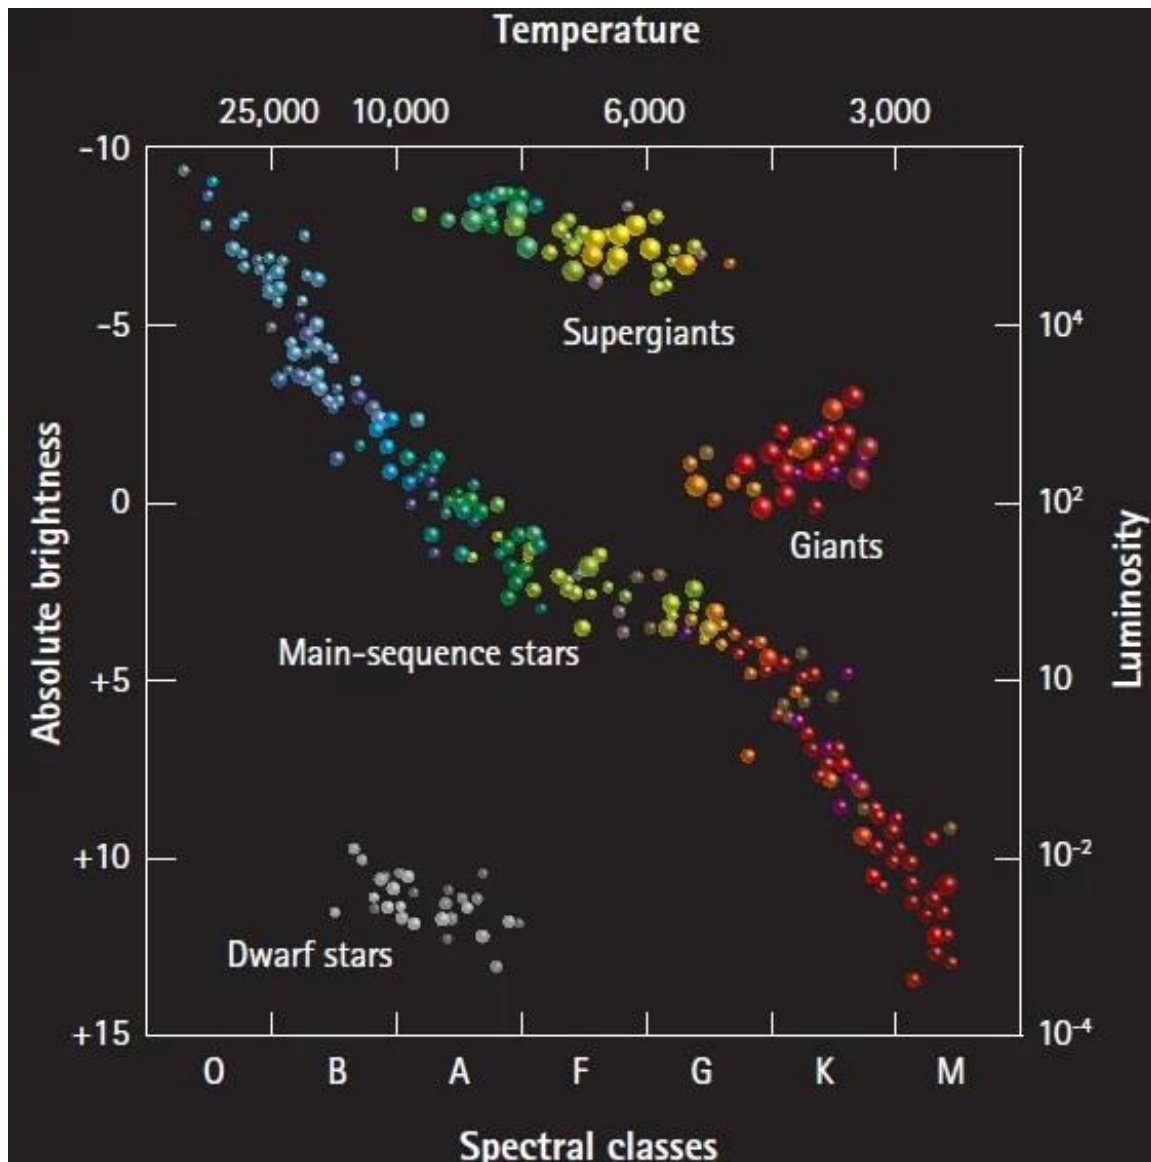 Temperature
25,000 10,000 6,000 3,000
-10
-5 10⁴
Supergiants
0 10²
Giants
Absolute brightness
Luminosity
Main-sequence stars
+5 10
+10 10⁻²
Dwarf stars
+15 10⁻⁴
O B A F G K M
Spectral classes